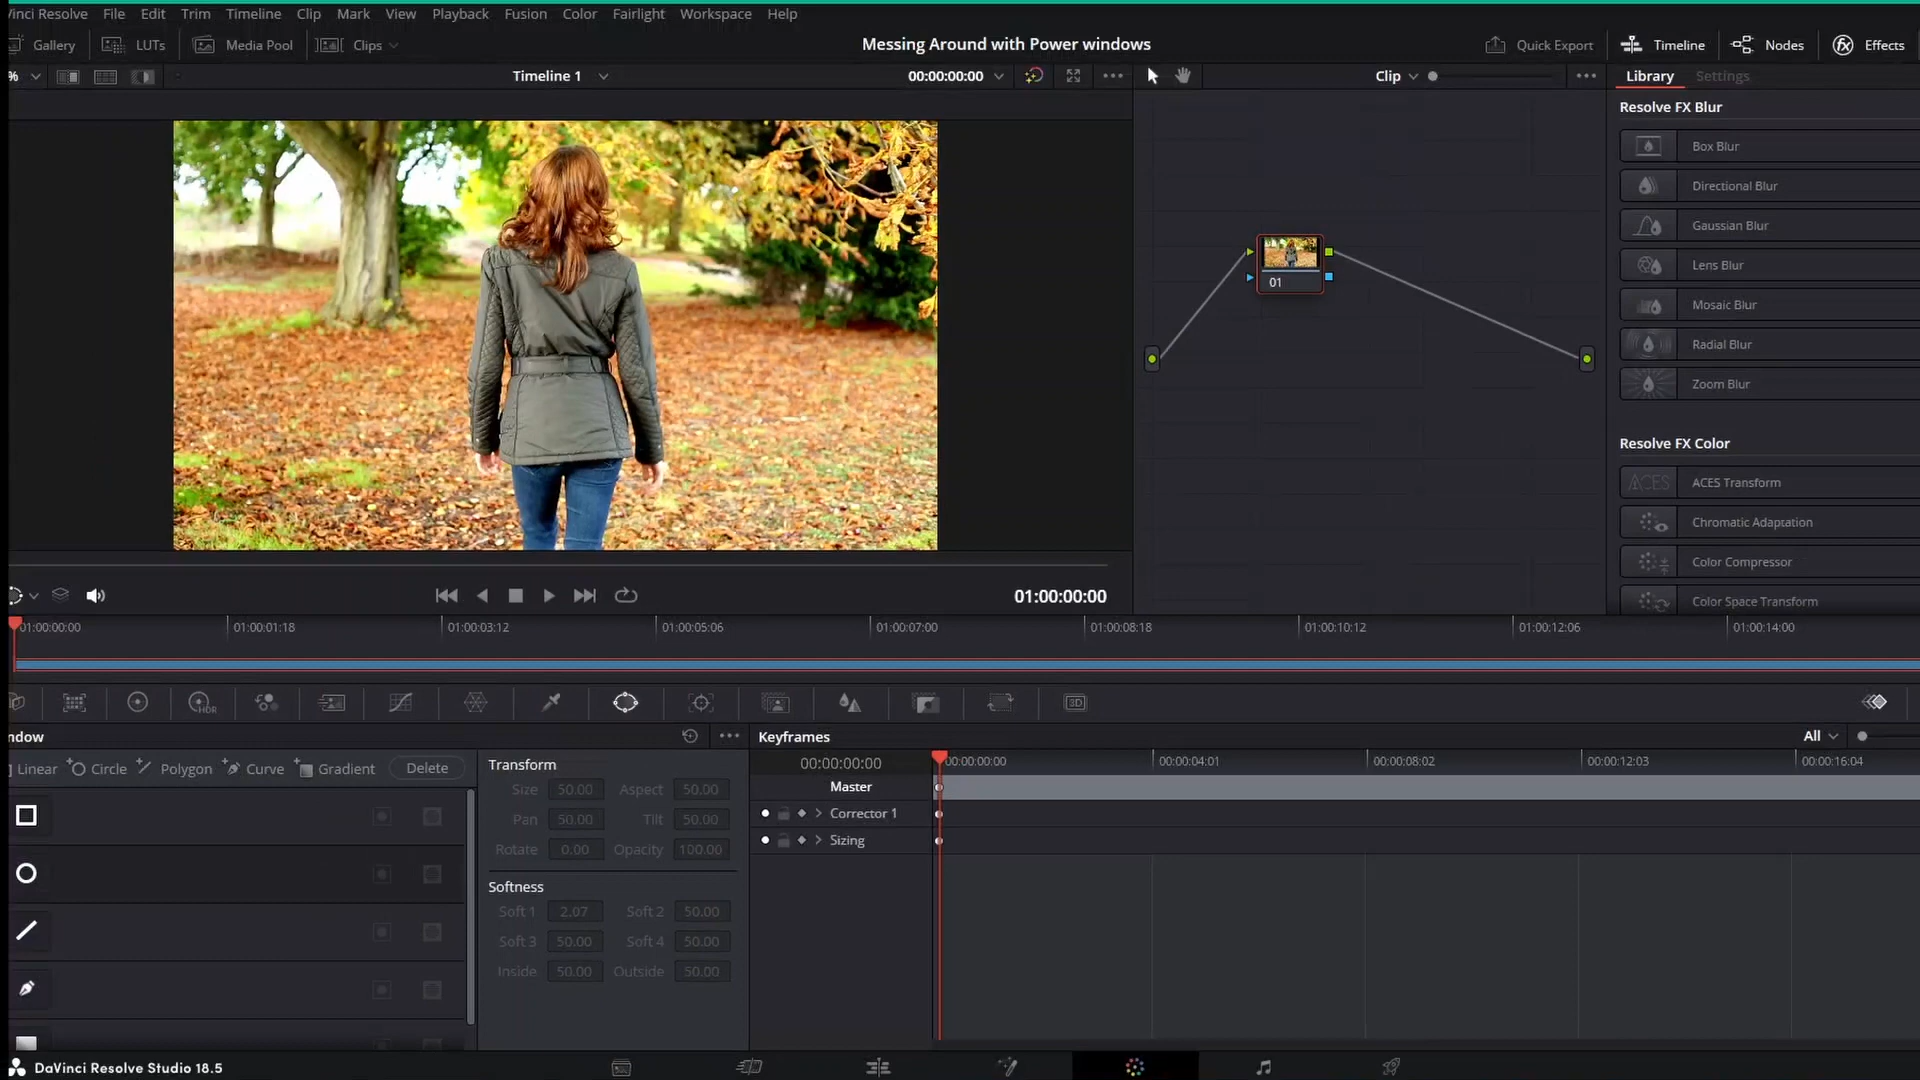 Vinci Resolve File Edit Trim Timeline Clip Mark View Playback Fusion Color Fairlight Workspace Help
Gallery LUTs Media Pool Clips Messing Around with Power windows Quick Export Timeline Nodes Effects
% Timeline 1 00:00:00:00 ••• Clip ••• Library Settings
Resolve FX Blur
Box Blur
Directional Blur
Gaussian Blur
Lens Blur
Mosaic Blur
Radial Blur
Zoom Blur
01
Resolve FX Color
ACES ACES Transform
Chromatic Adaptation
Color Compressor
Color Space Transform
01:00:00:00
01:00:00:00 01:00:01:18 01:00:03:12 01:00:05:06 01:00:07:00 01:00:08:18 01:00:10:12 01:00:12:06 01:00:14:00
HDR 3D
ndow ••• Keyframes All
Linear Circle Polygon Curve Gradient Delete
Transform
Size 50.00 Aspect 50.00
Pan 50.00 Tilt 50.00
Rotate 0.00 Opacity 100.00
Softness
Soft 1 2.07 Soft 2 50.00
Soft 3 50.00 Soft 4 50.00
Inside 50.00 Outside 50.00
00:00:00:00 00:00:00:00 00:00:04:01 00:00:08:02 00:00:12:03 00:00:16:04
Master
Corrector 1
Sizing
DaVinci Resolve Studio 18.5